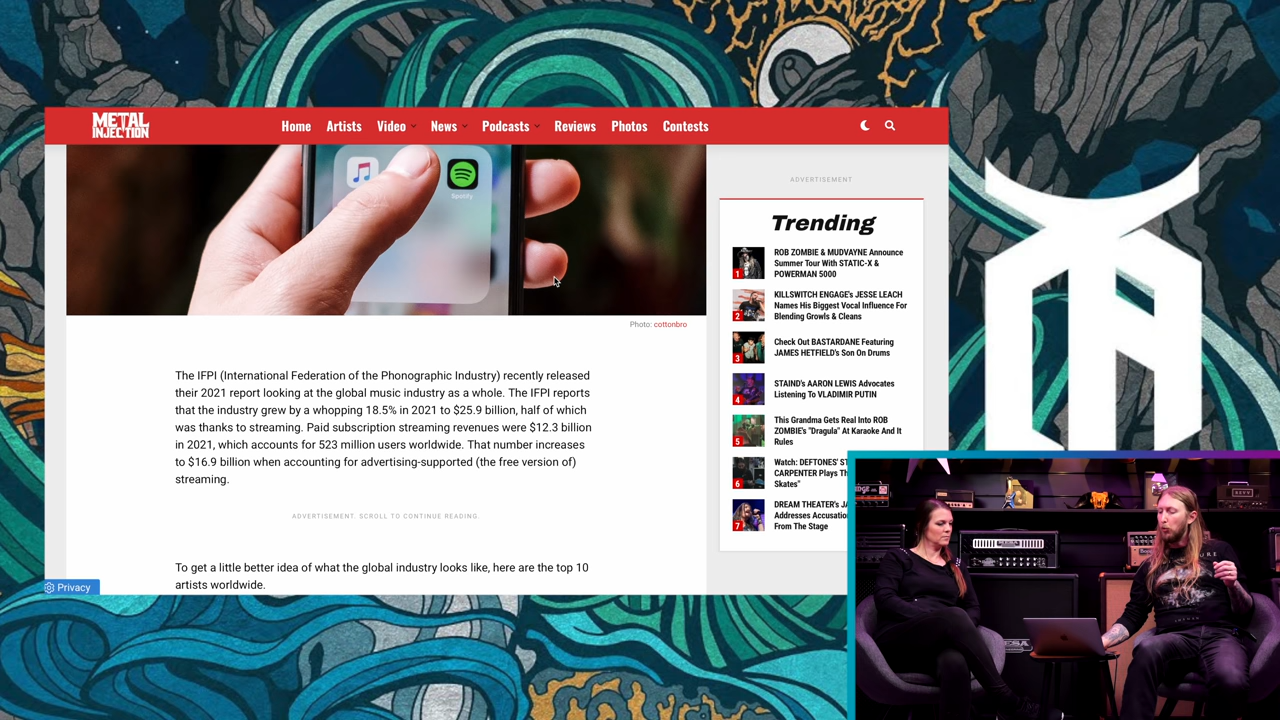 METAL
INJECTION
Home Artists Video News Podcasts Reviews Photos Contests
Spotify
Photo: cottonbro
The IFPI (International Federation of the Phonographic Industry) recently released
their 2021 report looking at the global music industry as a whole. The IFPI reports
that the industry grew by a whopping 18.5% in 2021 to $25.9 billion, half of which
was thanks to streaming. Paid subscription streaming revenues were $12.3 billion
in 2021, which accounts for 523 million users worldwide. That number increases
to $16.9 billion when accounting for advertising-supported (the free version of)
streaming.
ADVERTISEMENT. SCROLL TO CONTINUE READING.
To get a little better idea of what the global industry looks like, here are the top 10
artists worldwide.
Privacy
ADVERTISEMENT
Trending
1
ROB ZOMBIE & MUDVAYNE Announce
Summer Tour With STATIC-X &
POWERMAN 5000
2
KILLSWITCH ENGAGE's JESSE LEACH
Names His Biggest Vocal Influence For
Blending Growls & Cleans
3
Check Out BASTARDANE Featuring
JAMES HETFIELD's Son On Drums
4
STAIND's AARON LEWIS Advocates
Listening To VLADIMIR PUTIN
5
This Grandma Gets Real Into ROB
ZOMBIE's "Dragula" At Karaoke And It
Rules
6
Watch: DEFTONES' ST
CARPENTER Plays Th
Skates"
7
DREAM THEATER's JA
Addresses Accusatio
From The Stage